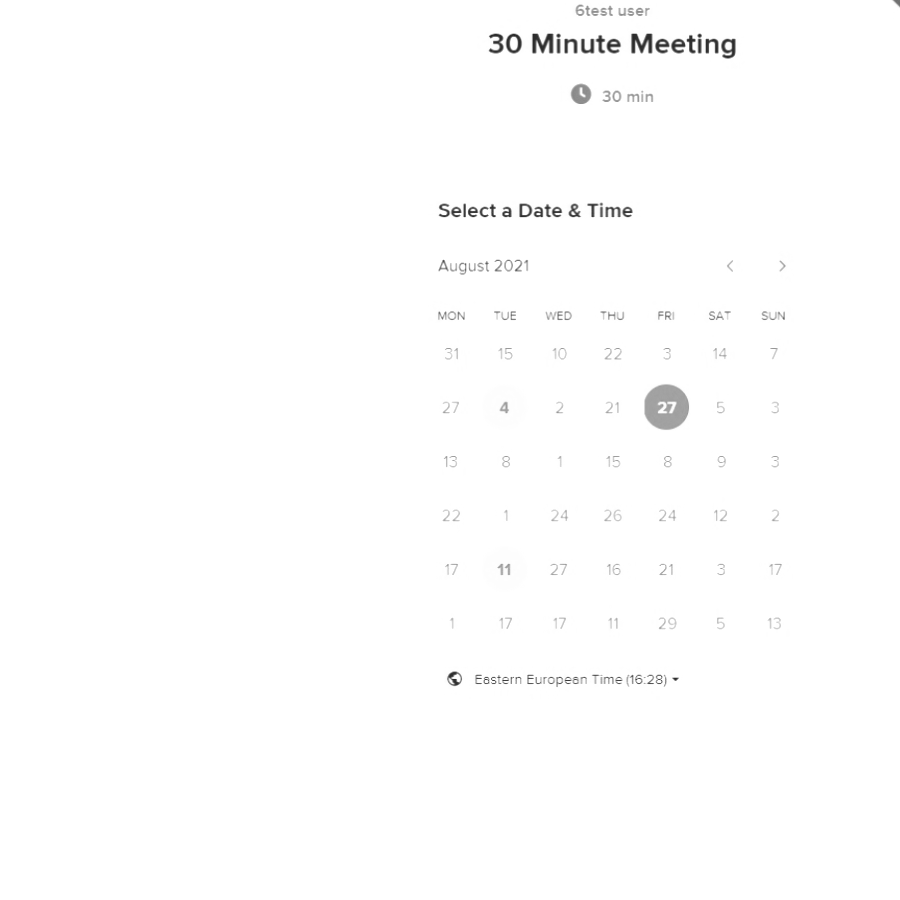 6test user
30 Minute Meeting
30 min
Select a Date & Time
August 2021
MON TUE WED THU FRI SAT SUN
31 15 10 22 3 14 7
27 4 2 21 27 5 3
13 8 1 15 8 9 3
22 1 24 26 24 12 2
17 11 27 16 21 3 17
1 17 17 11 29 5 13
Eastern European Time (16:28)